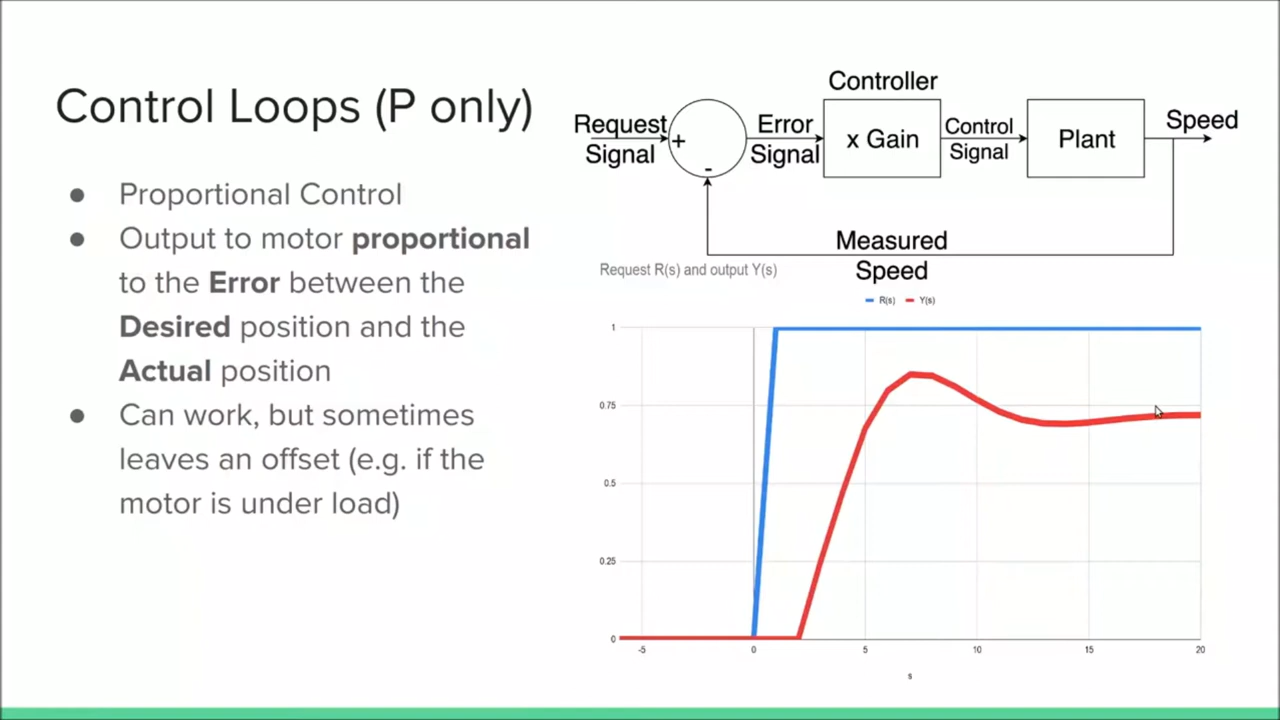 Control Loops (P only)
● Proportional Control
● Output to motor proportional
to the Error between the
Desired position and the
Actual position
● Can work, but sometimes
leaves an offset (e.g. if the
motor is under load)
Controller
Request
Signal
+
-
Error
Signal
x Gain
Control
Signal
Plant
Speed
Measured
Speed
Request R(s) and output Y(s)
R(s) Y(s)
1
0.75
0.5
0.25
0
-5 0 5 10 15 20
s